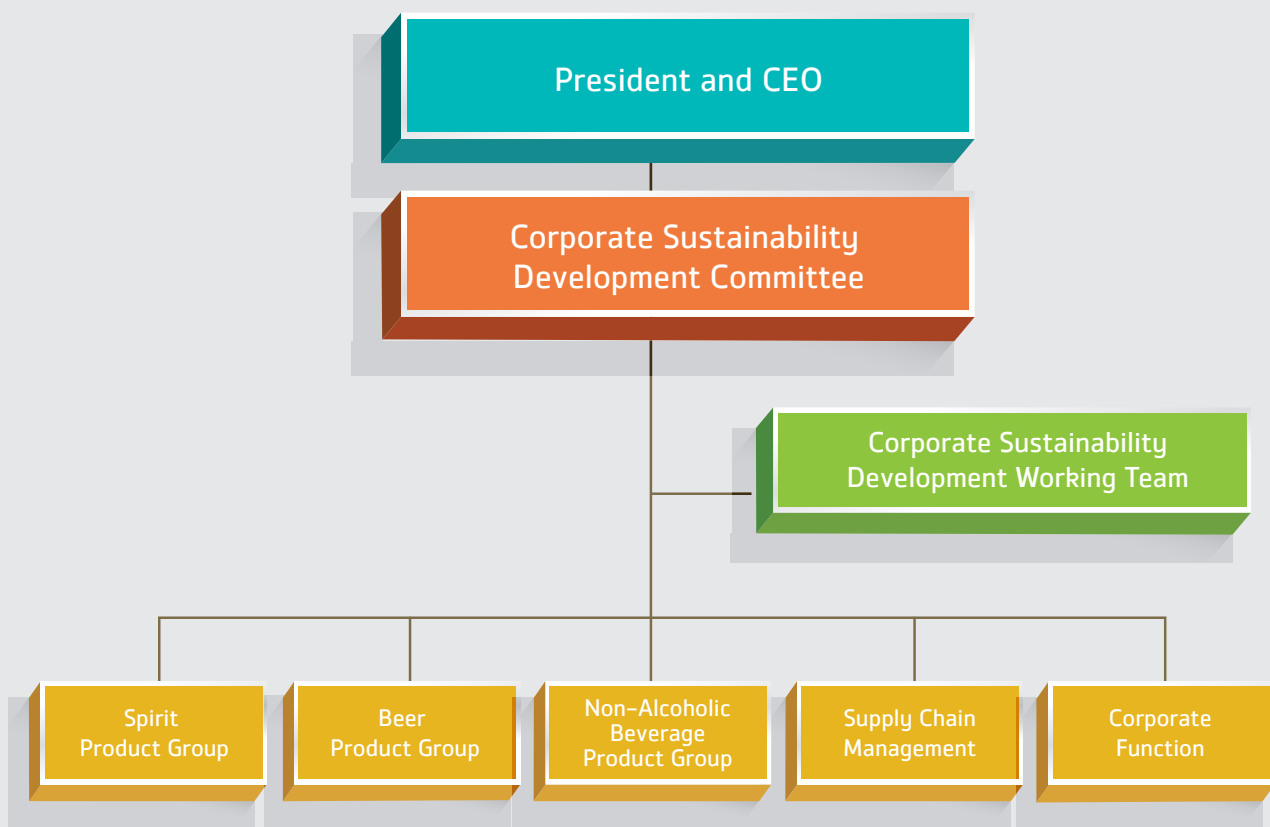 President and CEO
Corporate Sustainability
Development Committee
Corporate Sustainability
Development Working Team
Spirit
Product Group
Beer
Product Group
Non-Alcoholic
Beverage
Product Group
Supply Chain
Management
Corporate
Function